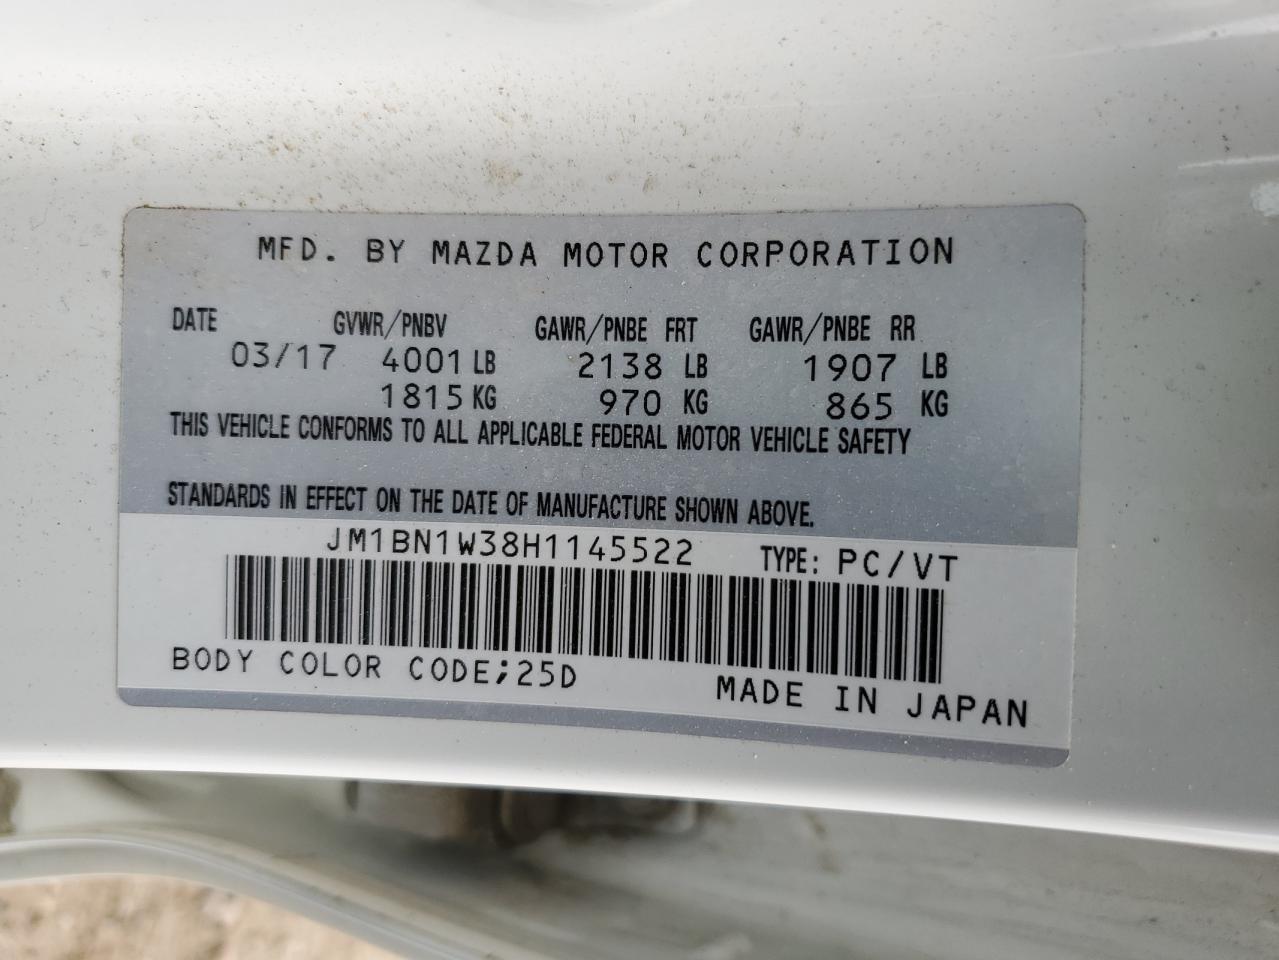 MFD. BY MAZDA MOTOR CORPORATION
DATE GVWR/PNBV GAWR/PNBE FRT GAWR/PNBE RR
03/17 4001 LB 2138 LB 1907 LB
1815 KG 970 KG 865 KG
THIS VEHICLE CONFORMS TO ALL APPLICABLE FEDERAL MOTOR VEHICLE SAFETY
STANDARDS IN EFFECT ON THE DATE OF MANUFACTURE SHOWN ABOVE.
JM1BN1W38H1145522 TYPE: PC/VT
BODY COLOR CODE;25D MADE IN JAPAN